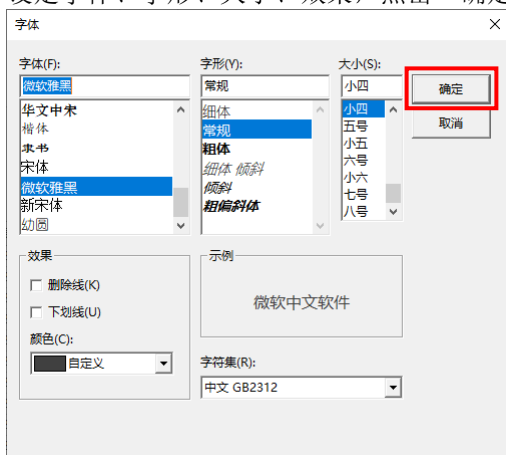 字体
字体(F):
字形(Y):
大小(S):
微软雅黑
常规
小四
确定
取消
华文中宋
楷体
隶书
宋体
微软雅黑
新宋体
幼圆
细体
常规
粗体
细体 倾斜
倾斜
粗偏斜体
小四
五号
小五
六号
小六
七号
八号
效果
删除线(K)
下划线(U)
颜色(C):
自定义
示例
微软中文软件
字符集(R):
中文 GB2312